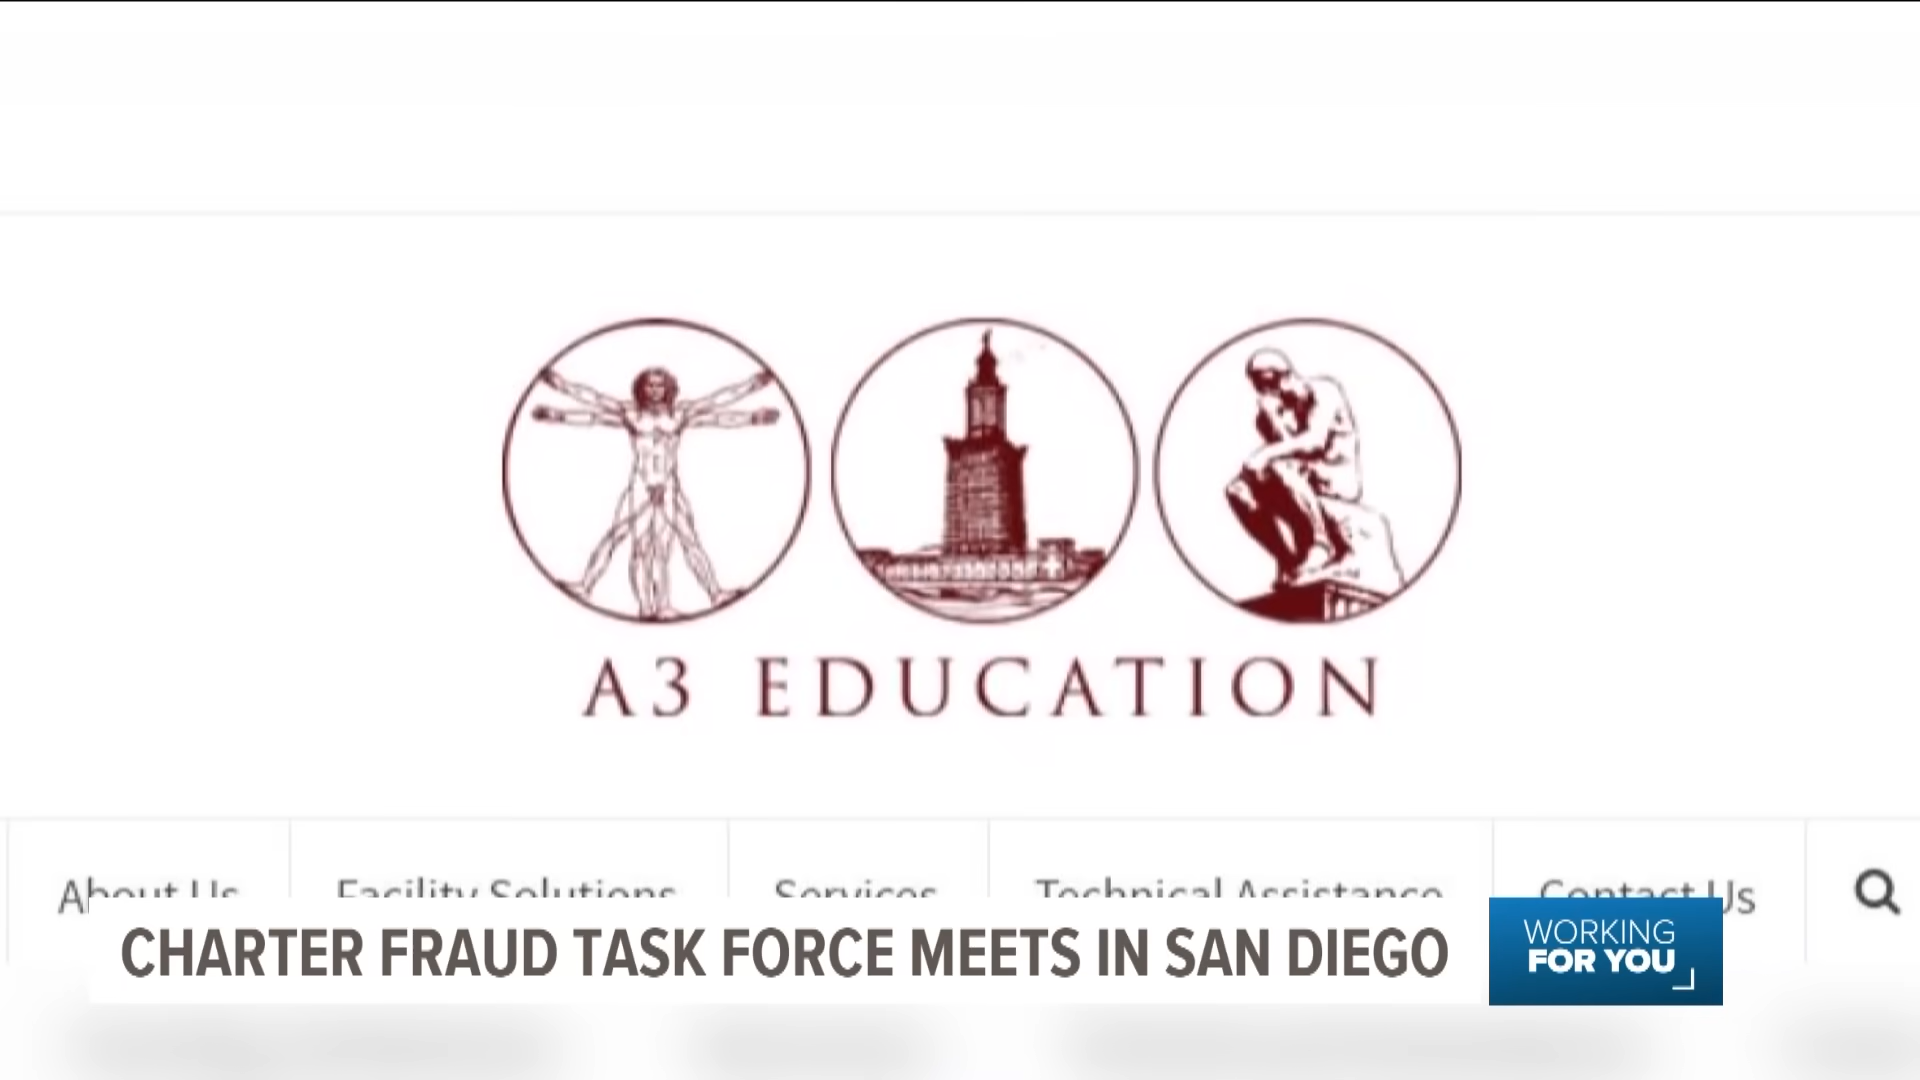 A3 EDUCATION
About Us
Facility Solutions
Services
Technical Assistance
Contact Us
CHARTER FRAUD TASK FORCE MEETS IN SAN DIEGO
WORKING
FOR YOU